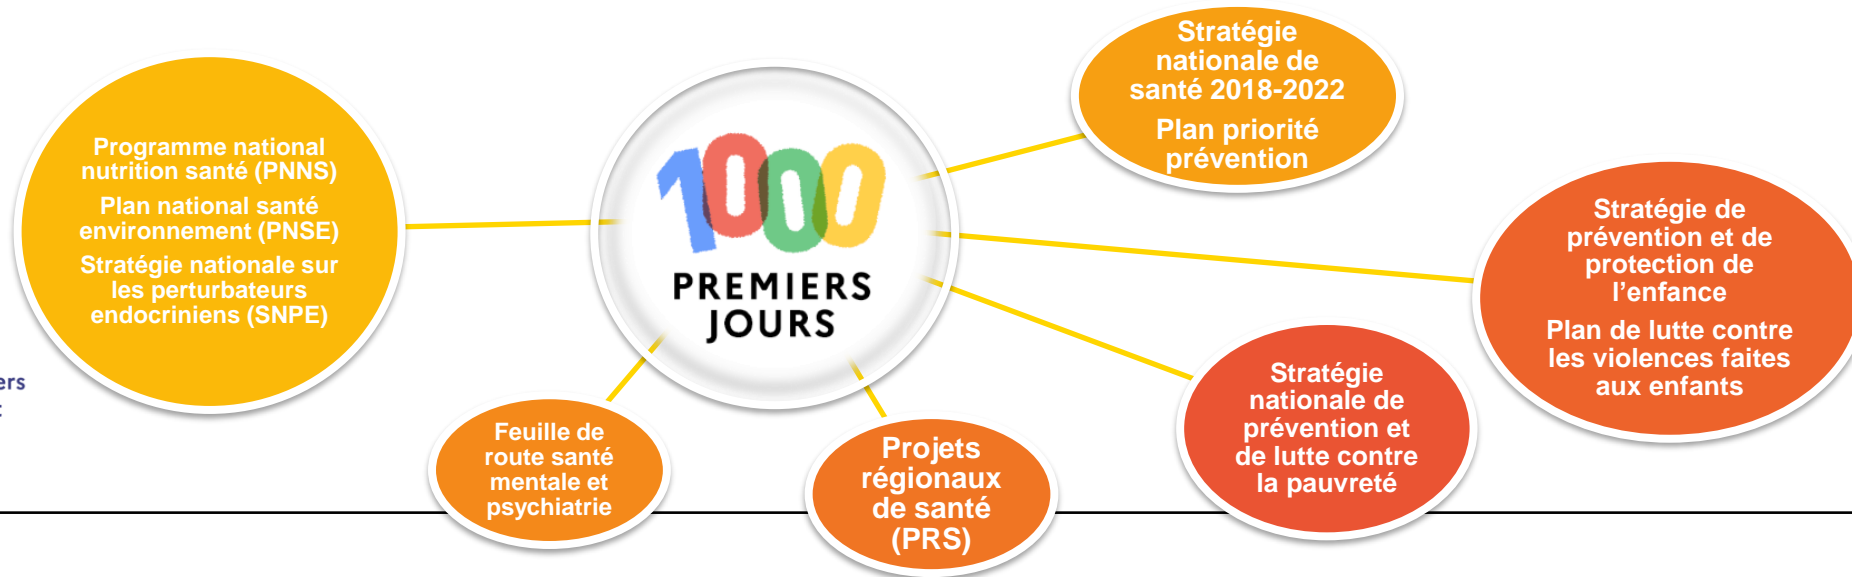 Programme national
nutrition santé (PNNS)
Plan national santé
environnement (PNSE)
Stratégie nationale sur
les perturbateurs
endocriniens (SNPE)
1000
PREMIERS
JOURS
Stratégie
nationale de
santé 2018-2022
Plan priorité
prévention
Stratégie de
prévention et de
protection de
l’enfance
Plan de lutte contre
les violences faites
aux enfants
Stratégie
nationale de
prévention et
de lutte contre
la pauvreté
Projets
régionaux
de santé
(PRS)
Feuille de
route santé
mentale et
psychiatrie